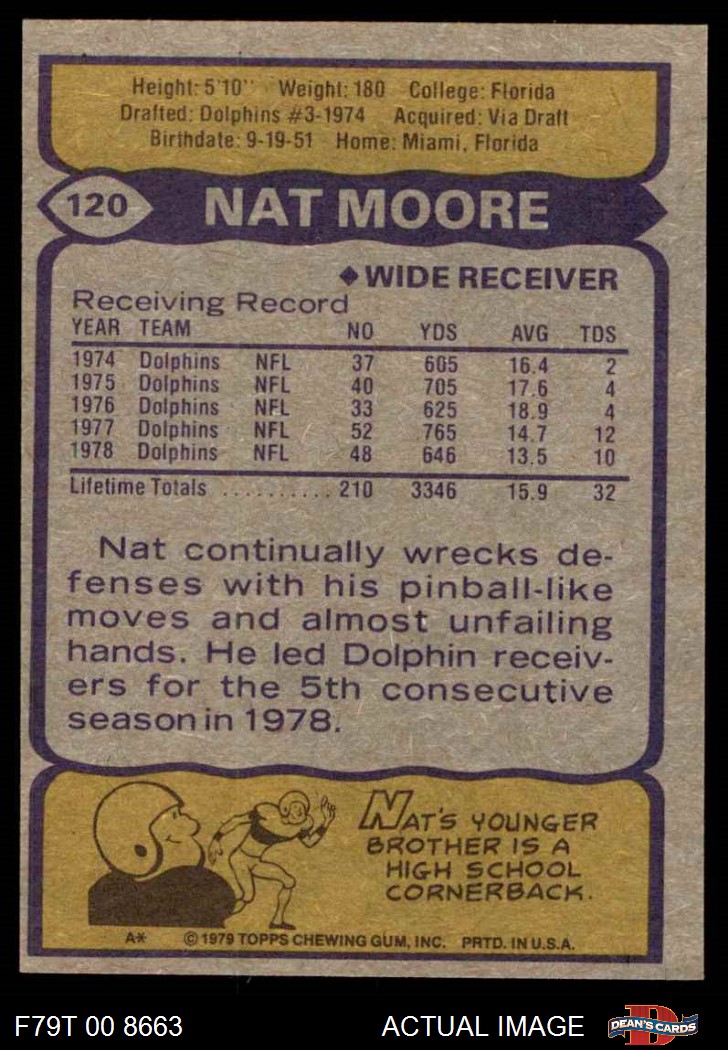 Height: 5'10" Weight: 180 College: Florida
Drafted: Dolphins #3-1974 Acquired: Via Draft
Birthdate: 9-19-51 Home: Miami, Florida
120 NAT MOORE
◆ WIDE RECEIVER
Receiving Record
YEAR TEAM NO YDS AVG TDS
1974 Dolphins NFL 37 605 16.4 2
1975 Dolphins NFL 40 705 17.6 4
1976 Dolphins NFL 33 625 18.9 4
1977 Dolphins NFL 52 765 14.7 12
1978 Dolphins NFL 48 646 13.5 10
Lifetime Totals .......... 210 3346 15.9 32
Nat continually wrecks de-
fenses with his pinball-like
moves and almost unfailing
hands. He led Dolphin receiv-
ers for the 5th consecutive
season in 1978.
NAT'S YOUNGER
BROTHER IS A
HIGH SCHOOL
CORNERBACK.
A* © 1979 TOPPS CHEWING GUM, INC. PRTD. IN U.S.A.
F79T 00 8663 ACTUAL IMAGE D DEAN'S CARDS